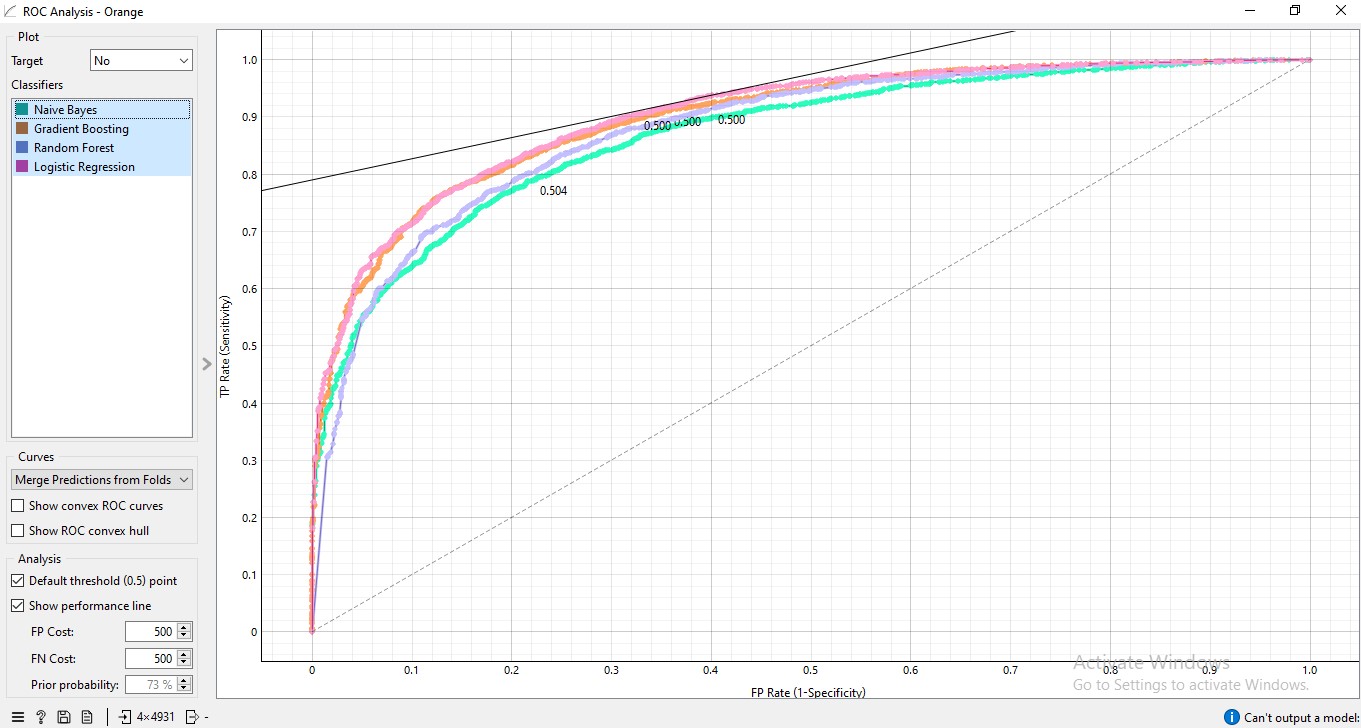 ROC Analysis - Orange
Plot
Target No
Classifiers
Naive Bayes
Gradient Boosting
Random Forest
Logistic Regression
Curves
Merge Predictions from Folds
Show convex ROC curves
Show ROC convex hull
Analysis
Default threshold (0.5) point
Show performance line
FP Cost: 500
FN Cost: 500
Prior probability: 73 %
4×4931 -
TP Rate (Sensitivity)
1.0
0.9
0.8
0.7
0.6
0.5
0.4
0.3
0.2
0.1
0
0.500 0.500 0.500
0.504
0 0.1 0.2 0.3 0.4 0.5 0.6 0.7 0.8 0.9 1.0
FP Rate (1-Specificity)
Activate Windows
Go to Settings to activate Windows.
Can't output a model: